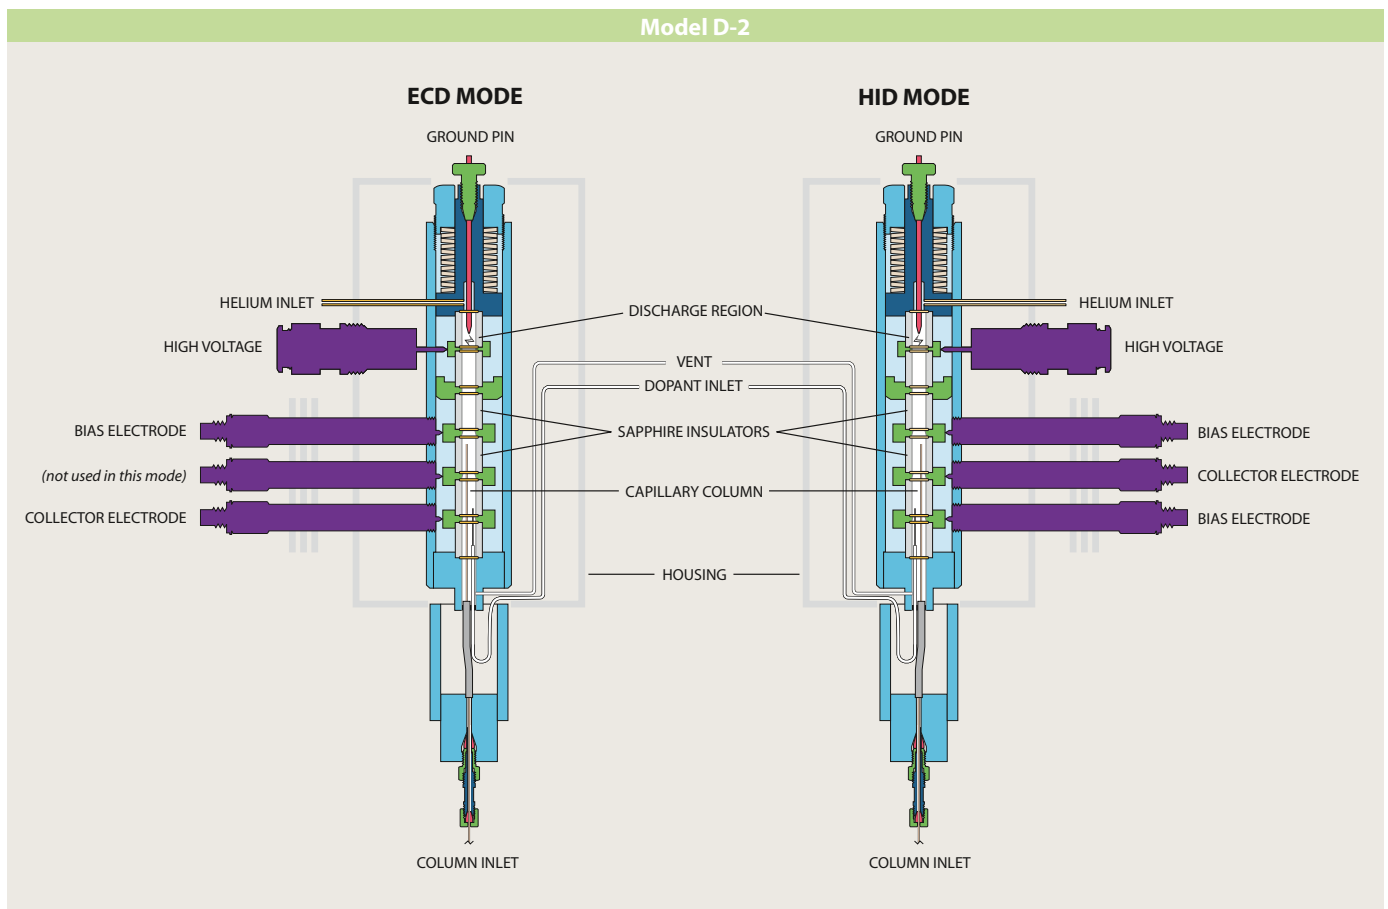 Model D-2
ECD MODE
HID MODE
GROUND PIN
GROUND PIN
HELIUM INLET
DISCHARGE REGION
HELIUM INLET
HIGH VOLTAGE
HIGH VOLTAGE
VENT
DOPANT INLET
BIAS ELECTRODE
SAPPHIRE INSULATORS
BIAS ELECTRODE
(not used in this mode)
COLLECTOR ELECTRODE
CAPILLARY COLUMN
COLLECTOR ELECTRODE
BIAS ELECTRODE
HOUSING
COLUMN INLET
COLUMN INLET